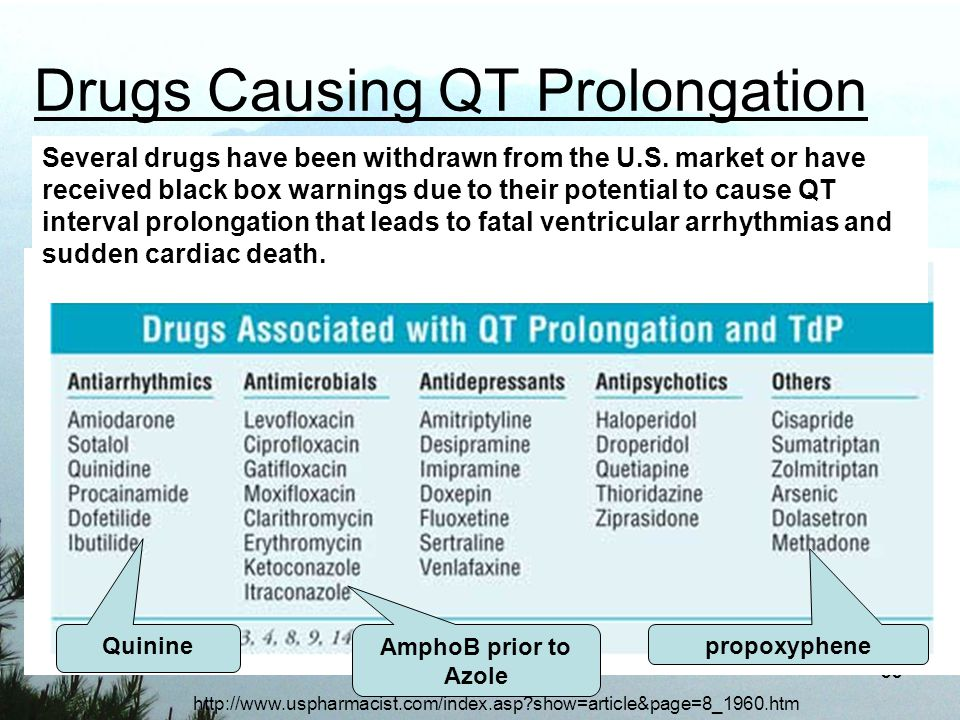 Drugs Causing QT Prolongation
Several drugs have been withdrawn from the U.S. market or have
received black box warnings due to their potential to cause QT
interval prolongation that leads to fatal ventricular arrhythmias and
sudden cardiac death.
Drugs Associated with QT Prolongation and TdP
Antiarrhythmics
Amiodarone
Sotalol
Quinidine
Procainamide
Dofetilide
Ibutilide
Antimicrobials
Levofloxacin
Ciprofloxacin
Gatifloxacin
Moxifloxacin
Clarithromycin
Erythromycin
Ketoconazole
Itraconazole
Antidepressants
Amitriptyline
Desipramine
Imipramine
Doxepin
Fluoxetine
Sertraline
Venlafaxine
Antipsychotics
Haloperidol
Droperidol
Quetiapine
Thioridazine
Ziprasidone
Others
Cisapride
Sumatriptan
Zolmitriptan
Arsenic
Dolasetron
Methadone
3, 4, 8, 9, 14
Quinine
AmphoB prior to
Azole
propoxyphene
http://www.uspharmacist.com/index.asp?show=article&page=8_1960.htm